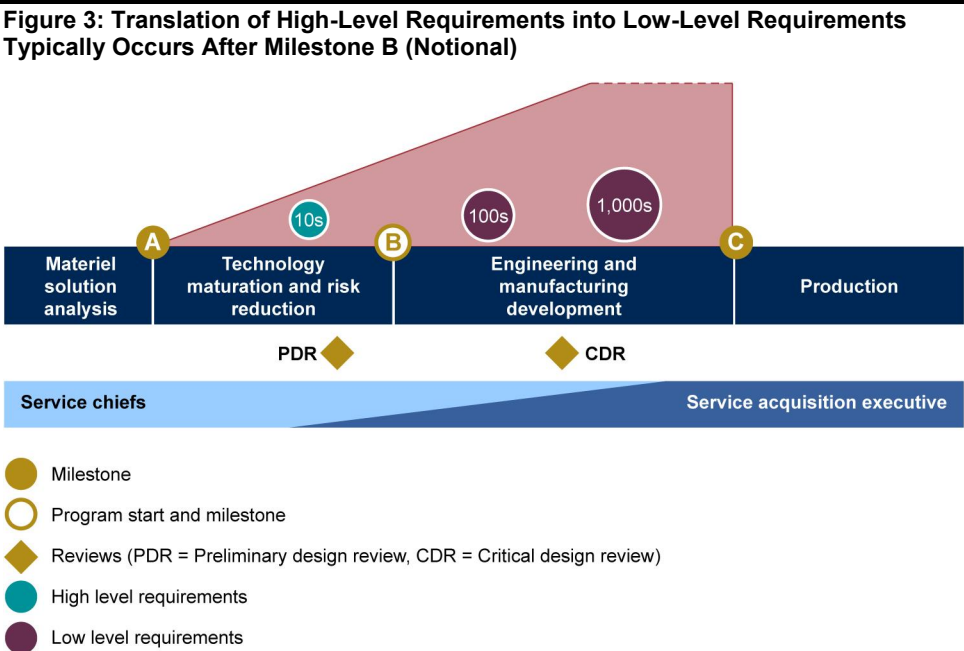 Figure 3: Translation of High-Level Requirements into Low-Level Requirements
Typically Occurs After Milestone B (Notional)
10s
100s
1,000s
A
B
C
Materiel
solution
analysis
Technology
maturation and risk
reduction
Engineering and
manufacturing
development
Production
PDR
CDR
Service chiefs
Service acquisition executive
Milestone
Program start and milestone
Reviews (PDR = Preliminary design review, CDR = Critical design review)
High level requirements
Low level requirements